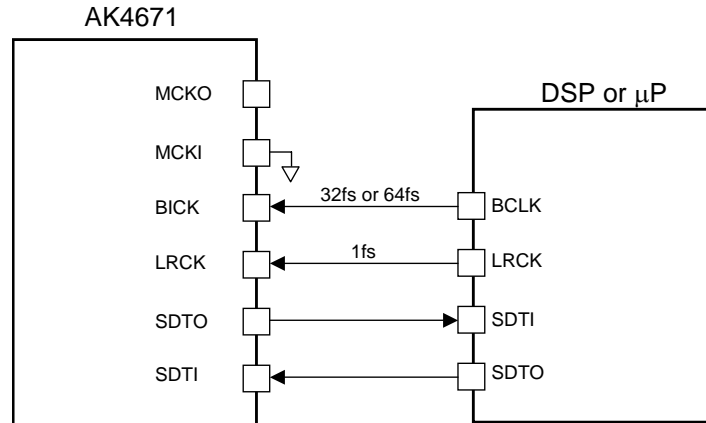 AK4671
DSP or μP
MCKO
MCKI
32fs or 64fs
BICK
BCLK
1fs
LRCK
LRCK
SDTO
SDTI
SDTI
SDTO